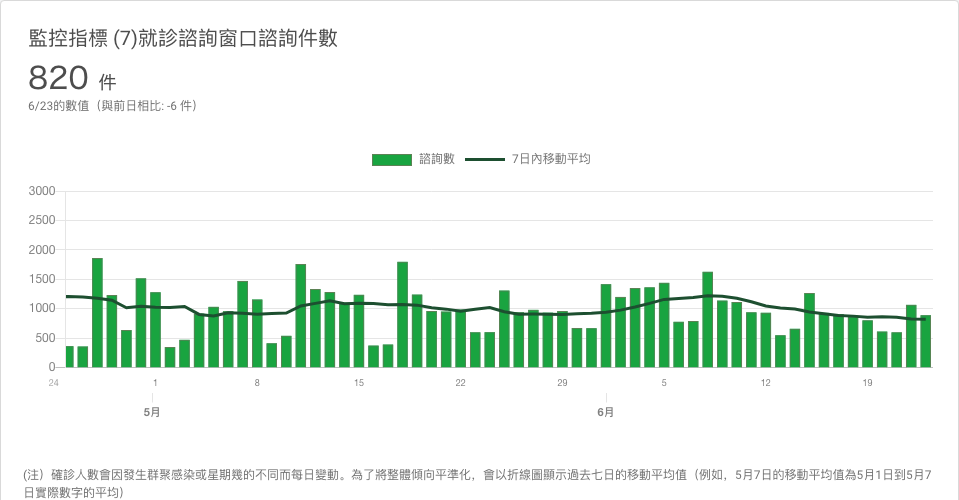 監控指標 (7)就診諮詢窗口諮詢件數
820 件
6/23的數值（與前日相比: -6 件）
諮詢數 7日內移動平均
3000
2500
2000
1500
1000
500
0
24 1 8 15 22 29 5 12 19
5月 6月
(注）確診人數會因發生群聚感染或星期幾的不同而每日變動。為了將整體傾向平準化，會以折線圖顯示過去七日的移動平均值（例如，5月7日的移動平均值為5月1日到5月7
日實際數字的平均）